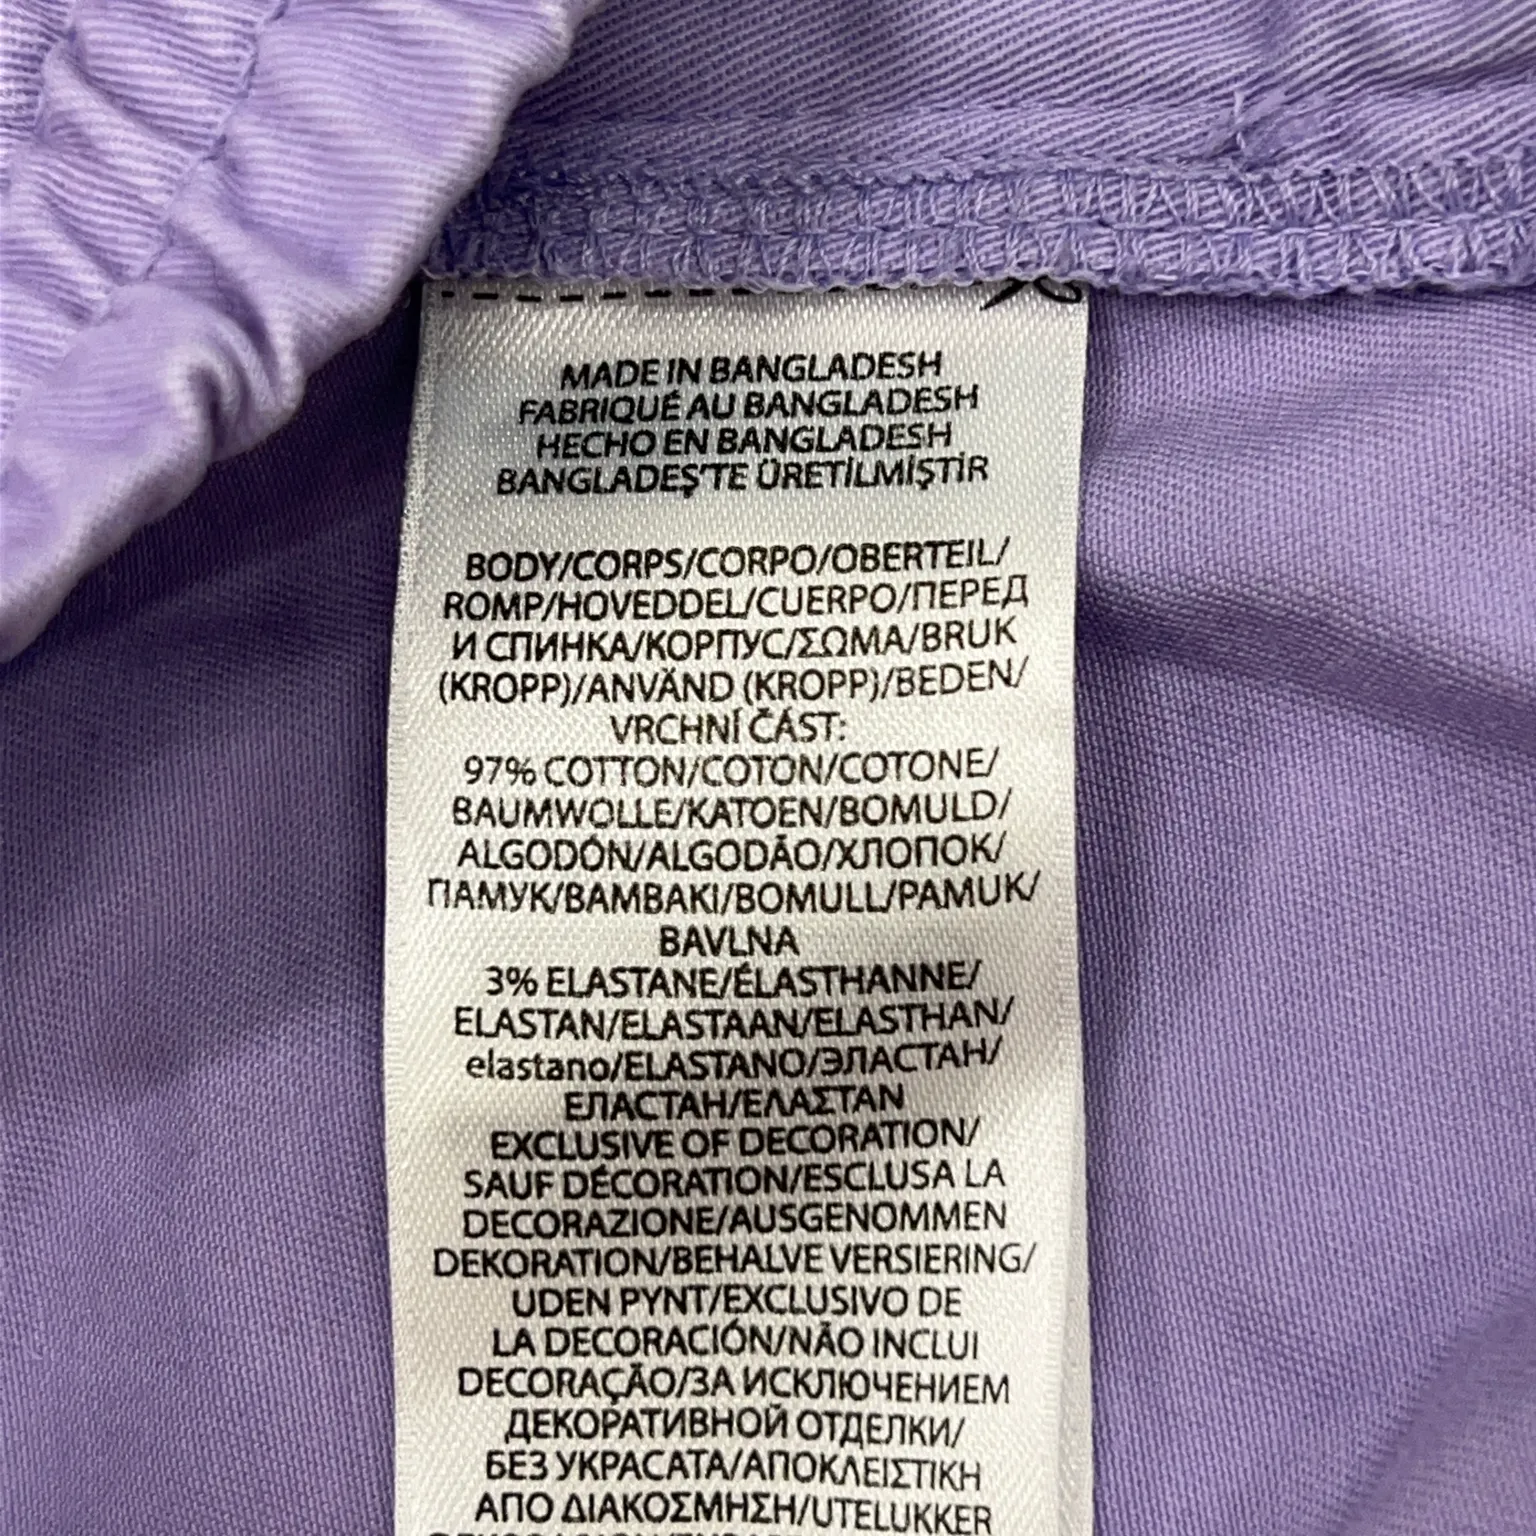 MADE IN BANGLADESH
FABRIQUÉ AU BANGLADESH
HECHO EN BANGLADESH
BANGLADEŞ'TE ÜRETİLMİŞTİR
BODY/CORPS/CORPO/OBERTEIL/
ROMP/HOVEDDEL/CUERPO/ПЕРЕД
И СПИНКА/КОРПУС/ΣΩΜΑ/BRUK
(KROPP)/ANVÄND (KROPP)/BEDEN/
VRCHNÍ ČÁST:
97% COTTON/COTON/COTONE/
BAUMWOLLE/KATOEN/BOMULD/
ALGODÓN/ALGODÃO/ХЛОПОК/
ПАМУК/BAMBAKI/BOMULL/PAMUK/
BAVLNA
3% ELASTANE/ÉLASTHANNE/
ELASTAN/ELASTAAN/ELASTHAN/
elastano/ELASTANO/ЭЛАСТАН/
ЕЛАСТАН/ΕΛΑΣΤΑΝ
EXCLUSIVE OF DECORATION/
SAUF DÉCORATION/ESCLUSA LA
DECORAZIONE/AUSGENOMMEN
DEKORATION/BEHALVE VERSIERING/
UDEN PYNT/EXCLUSIVO DE
LA DECORACIÓN/NÃO INCLUI
DECORAÇÃO/ЗА ИСКЛЮЧЕНИЕМ
ДЕКОРАТИВНОЙ ОТДЕЛКИ/
БЕЗ УКРАСАТА/ΑΠΟΚΛΕΙΣΤΙΚΗ
ΑΠΟ ΔΙΑΚΟΣΜΗΣΗ/UTELUKKER